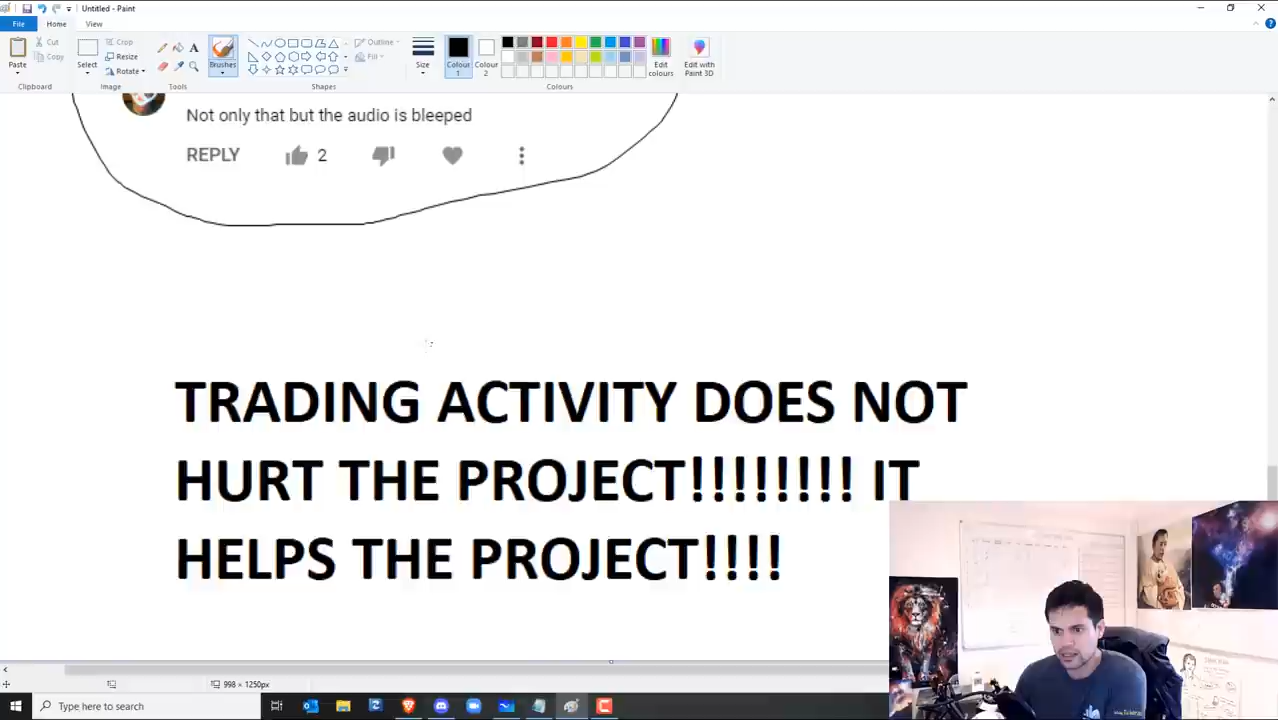 Untitled - Paint
File
Home
View
Paste
Cut
Copy
Clipboard
Select
Crop
Resize
Rotate
Image
Tools
Brushes
Outline
Fill
Shapes
Size
Colour
1
Colour
2
Edit
colours
Edit with
Paint 3D
Colours
Not only that but the audio is bleeped
REPLY
2
TRADING ACTIVITY DOES NOT
HURT THE PROJECT!!!!!!!! IT
HELPS THE PROJECT!!!!
998 × 1250px
Type here to search